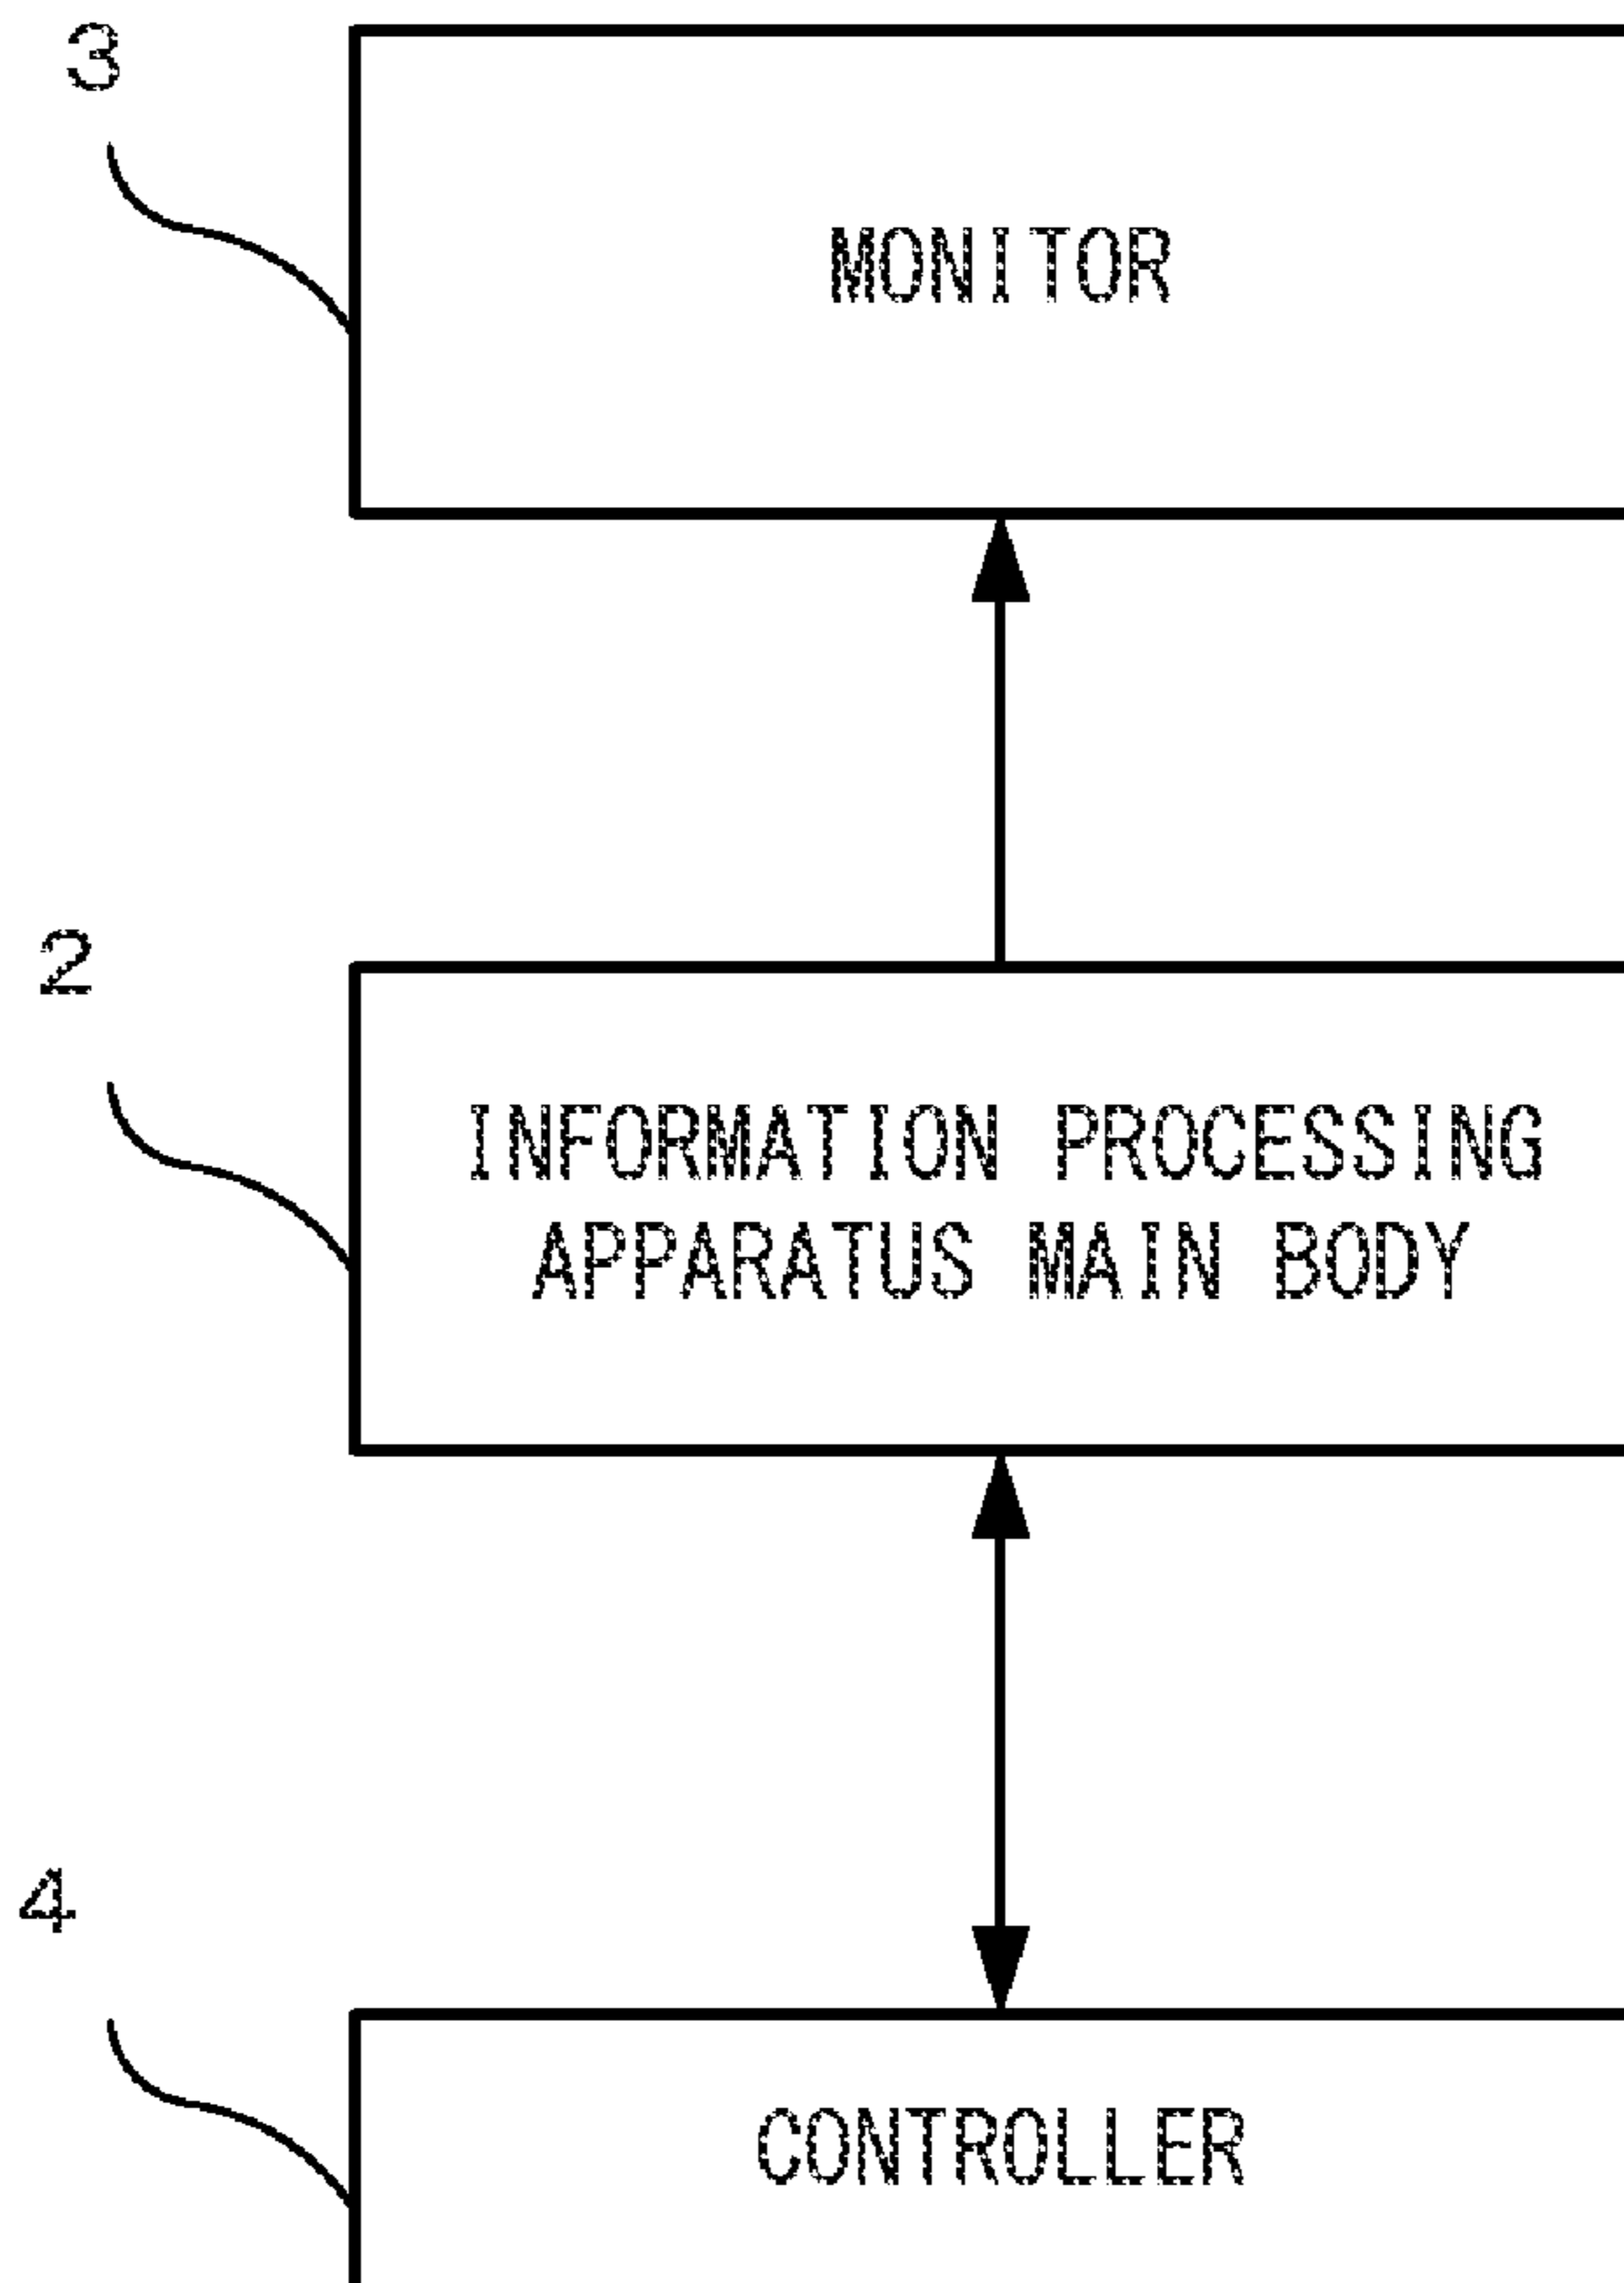 3
MONITOR
2
INFORMATION PROCESSING
APPARATUS MAIN BODY
4
CONTROLLER